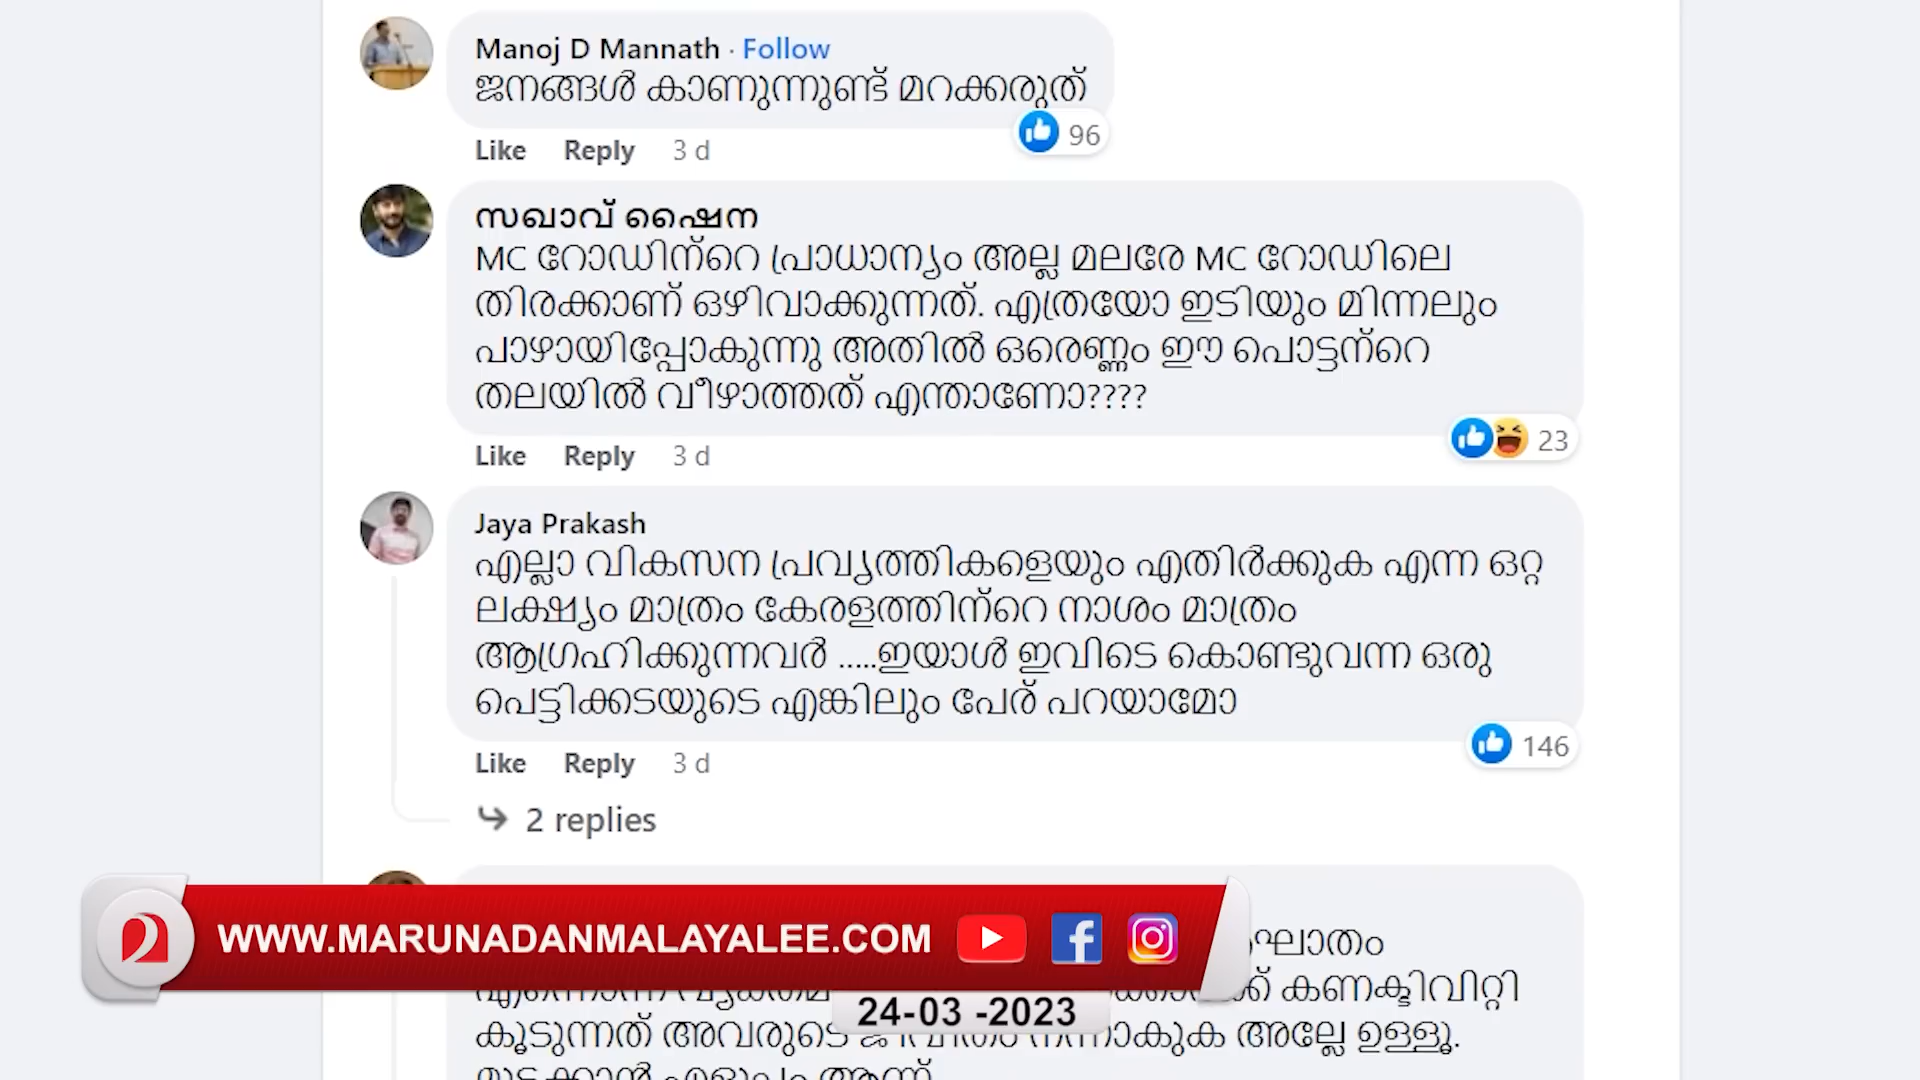 Manoj D Mannath · Follow
ജനങ്ങൾ കാണുന്നുണ്ട് മറക്കരുത്
96
Like Reply 3 d
സഖാവ് ഷൈന
MC റോഡിന്റെ പ്രാധാന്യം അല്ല മലരേ MC റോഡിലെ
തിരക്കാണ് ഒഴിവാക്കുന്നത്. എത്രയോ ഇടിയും മിന്നലും
പാഴായിപ്പോകുന്നു അതിൽ ഒരെണ്ണം ഈ പൊട്ടന്റെ
തലയിൽ വീഴാത്തത് എന്താണോ????
23
Like Reply 3 d
Jaya Prakash
എല്ലാ വികസന പ്രവൃത്തികളെയും എതിർക്കുക എന്ന ഒറ്റ
ലക്ഷ്യം മാത്രം കേരളത്തിന്റെ നാശം മാത്രം
ആഗ്രഹിക്കുന്നവർ .....ഇയാൾ ഇവിടെ കൊണ്ടുവന്ന ഒരു
പെട്ടിക്കടയുടെ എങ്കിലും പേര് പറയാമോ
146
Like Reply 3 d
2 replies
WWW.MARUNADANMALAYALEE.COM
കണക്ടിവിറ്റി
24-03 -2023
കൂടുന്നത് അവരുടെ ജീവിതം നന്നാകുക അല്ലേ ഉള്ളൂ.